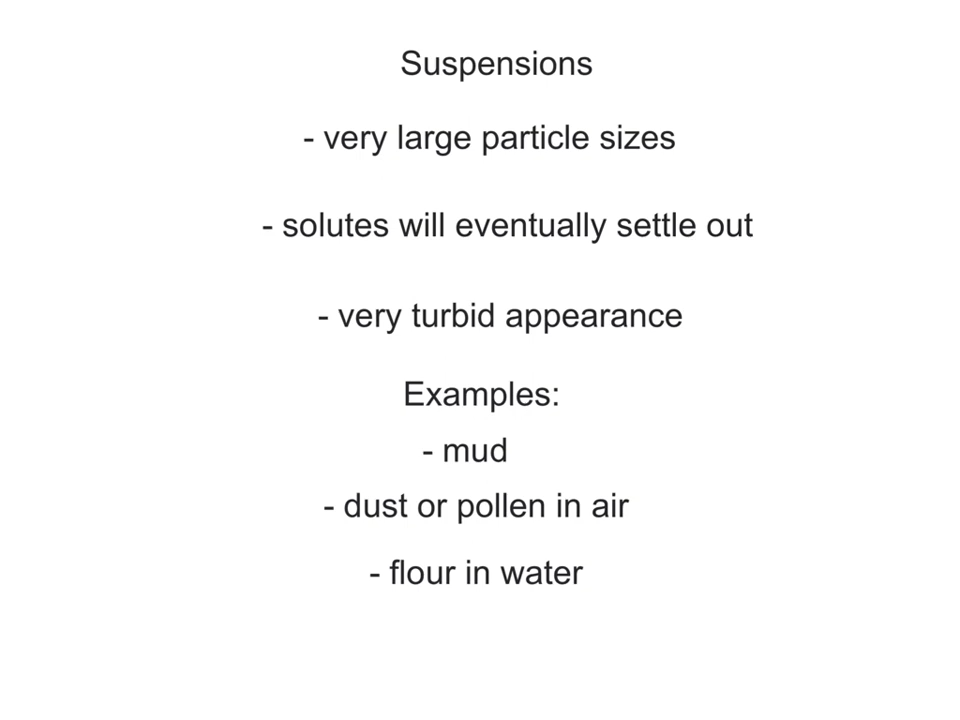 Suspensions
- very large particle sizes
- solutes will eventually settle out
- very turbid appearance
Examples:
- mud
- dust or pollen in air
- flour in water